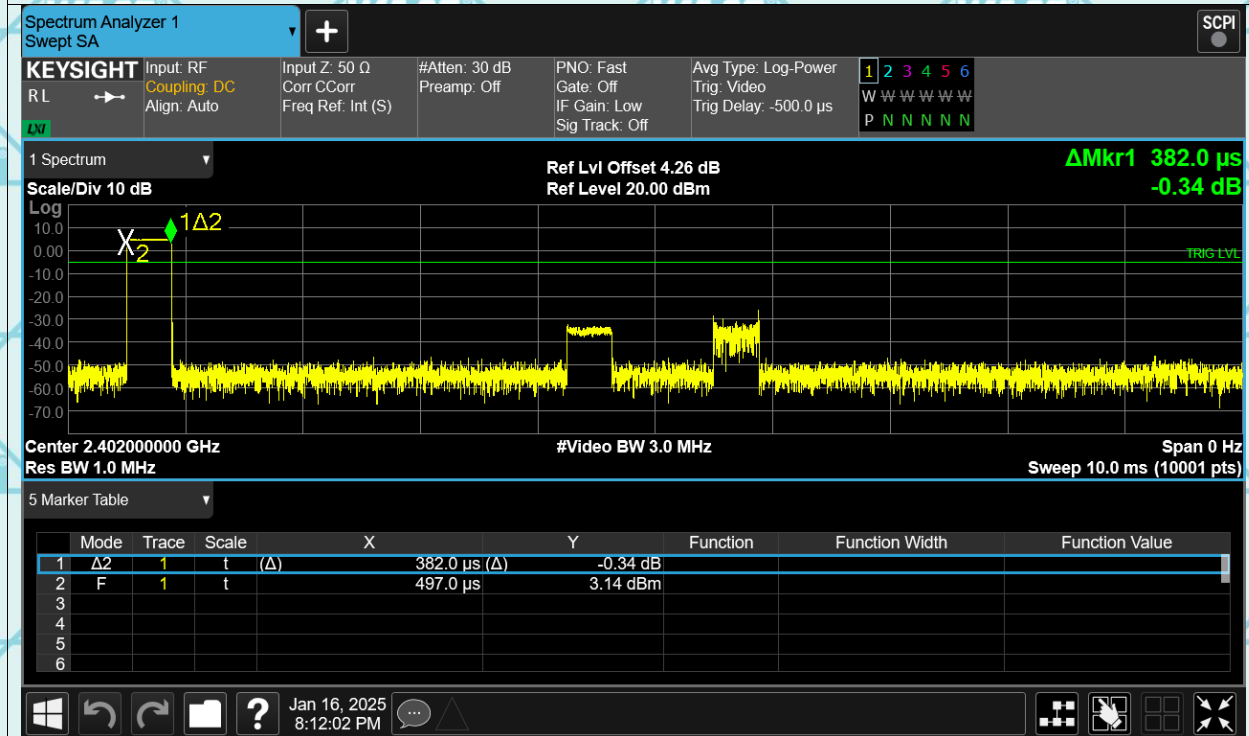 Spectrum Analyzer 1
Swept SA
+
SCPI
KEYSIGHT
RL
LXI
Input: RF
Coupling: DC
Align: Auto
Input Z: 50 Ω
Corr CCorr
Freq Ref: Int (S)
#Atten: 30 dB
Preamp: Off
PNO: Fast
Gate: Off
IF Gain: Low
Sig Track: Off
Avg Type: Log-Power
Trig: Video
Trig Delay: -500.0 µs
1 2 3 4 5 6
W W W W W W
P N N N N N
1 Spectrum
Scale/Div 10 dB
Ref Lvl Offset 4.26 dB
Ref Level 20.00 dBm
ΔMkr1 382.0 µs
-0.34 dB
Log
10.0
0.00
-10.0
-20.0
-30.0
-40.0
-50.0
-60.0
-70.0
1Δ2
X
2
TRIG LVL
Center 2.402000000 GHz
#Video BW 3.0 MHz
Span 0 Hz
Res BW 1.0 MHz
Sweep 10.0 ms (10001 pts)
5 Marker Table
Mode Trace Scale X Y Function Function Width Function Value
1 Δ2 1 t (Δ) 382.0 µs (Δ) -0.34 dB
2 F 1 t 497.0 µs 3.14 dBm
3
4
5
6
?
Jan 16, 2025
8:12:02 PM